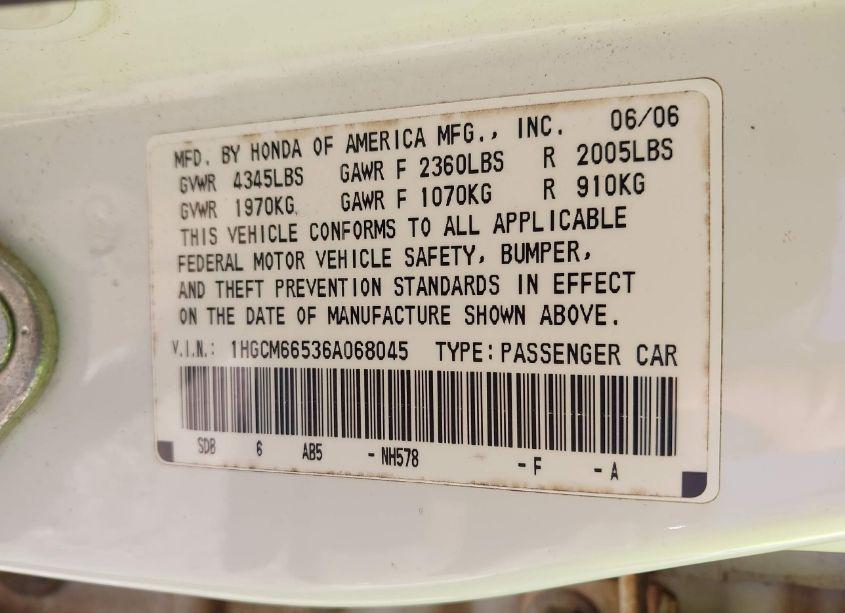 MFD. BY HONDA OF AMERICA MFG., INC. 06/06
GVWR 4345LBS GAWR F 2360LBS R 2005LBS
GVWR 1970KG GAWR F 1070KG R 910KG
THIS VEHICLE CONFORMS TO ALL APPLICABLE
FEDERAL MOTOR VEHICLE SAFETY, BUMPER,
AND THEFT PREVENTION STANDARDS IN EFFECT
ON THE DATE OF MANUFACTURE SHOWN ABOVE.
V.I.N.: 1HGCM66536A068045 TYPE: PASSENGER CAR
SDB 6 AB5 - NH578 - F - A